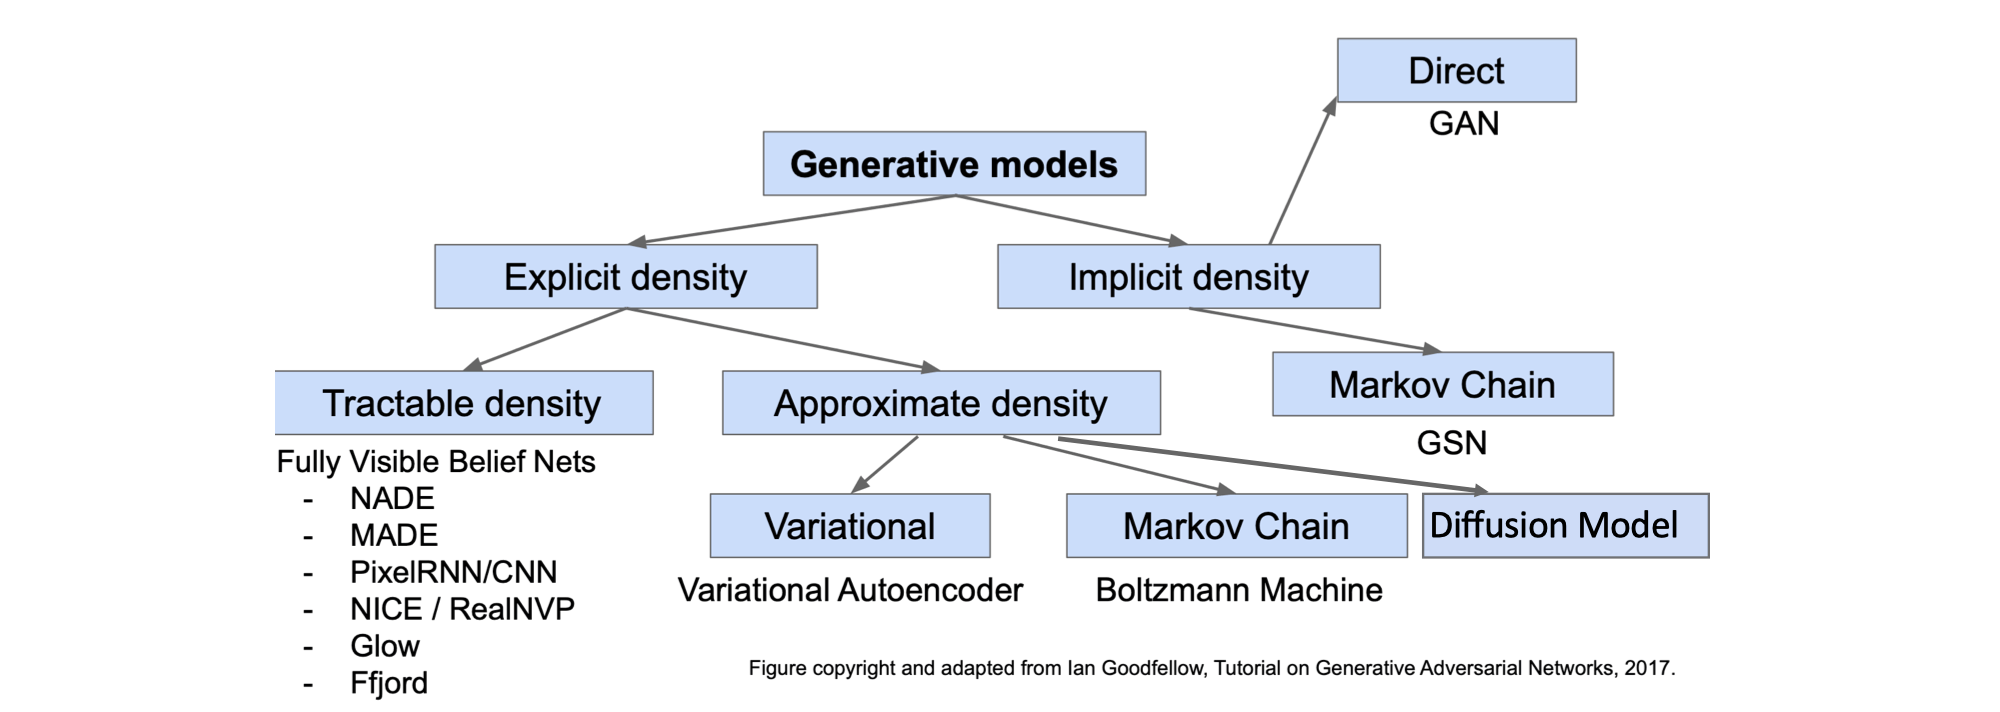 Direct
GAN
Generative models
Explicit density
Implicit density
Tractable density
Approximate density
Markov Chain
GSN
Fully Visible Belief Nets
- NADE
- MADE
- PixelRNN/CNN
- NICE / RealNVP
- Glow
- Ffjord
Variational
Markov Chain
Diffusion Model
Variational Autoencoder
Boltzmann Machine
Figure copyright and adapted from Ian Goodfellow, Tutorial on Generative Adversarial Networks, 2017.